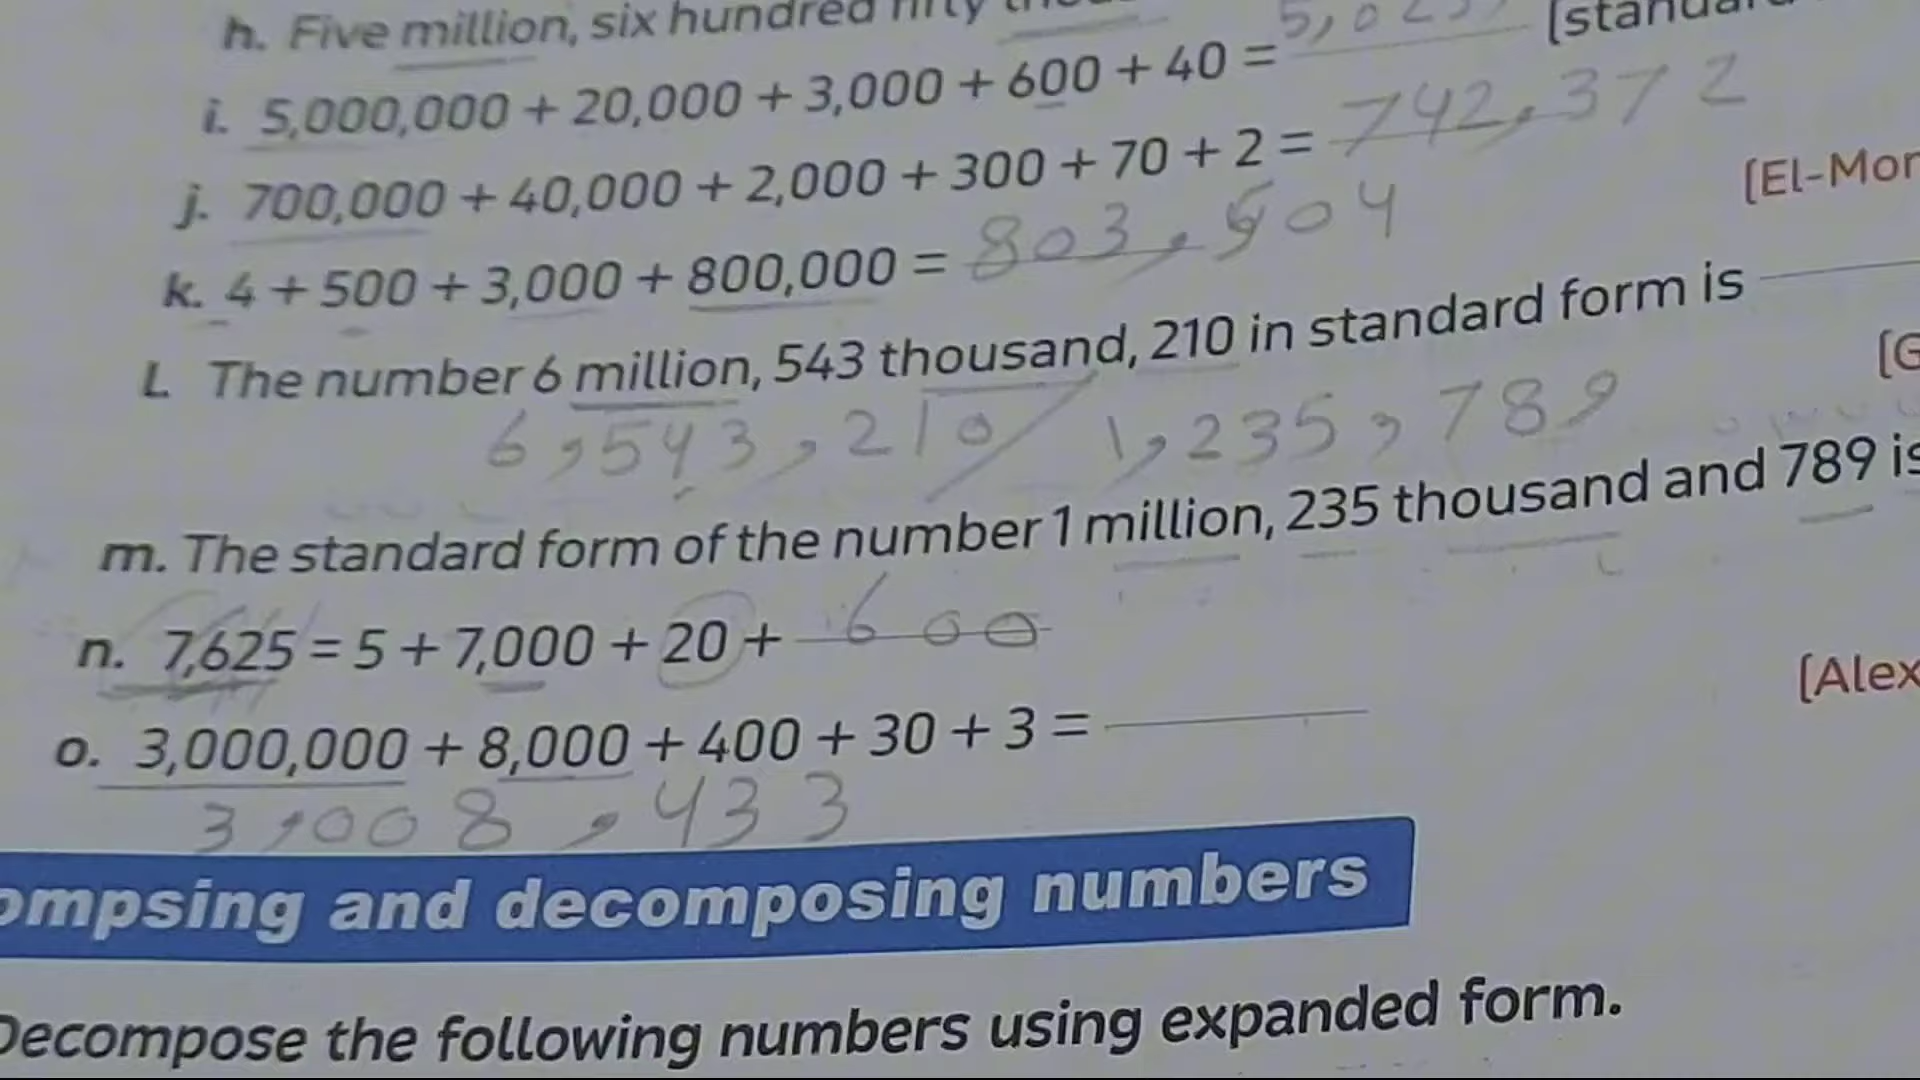 h. Five million, six hundred fifty
i. 5,000,000 + 20,000 + 3,000 + 600 + 40 =
j. 700,000 + 40,000 + 2,000 + 300 + 70 + 2 = 742,372
k. 4 + 500 + 3,000 + 800,000 = 803,504
[El-Mon
l. The number 6 million, 543 thousand, 210 in standard form is
6,543,210 / 1,235,789
m. The standard form of the number 1 million, 235 thousand and 789 is
n. 7,625 = 5 + 7,000 + 20 + 600
[Alex
o. 3,000,000 + 8,000 + 400 + 30 + 3 =
3,008,433
ompsing and decomposing numbers
Decompose the following numbers using expanded form.